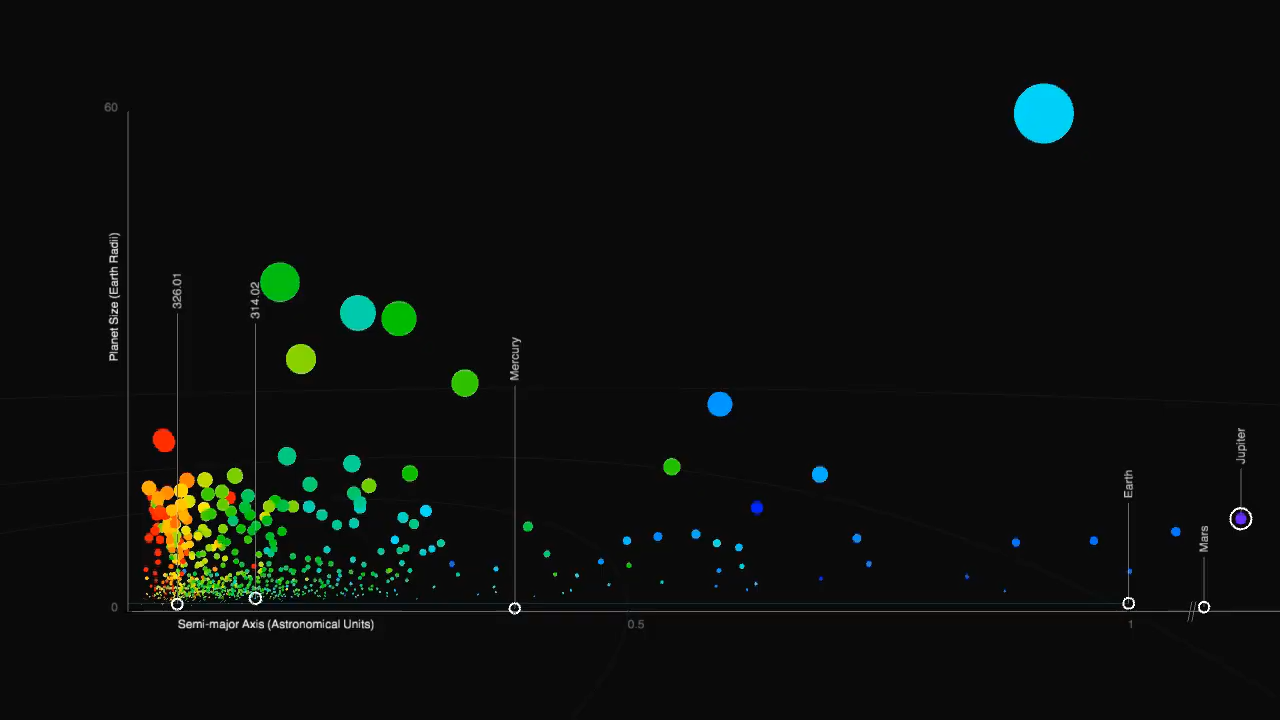 60
Planet Size (Earth Radii)
326.01
314.02
Mercury
Earth
Mars
Jupiter
0
Semi-major Axis (Astronomical Units)
0.5
1